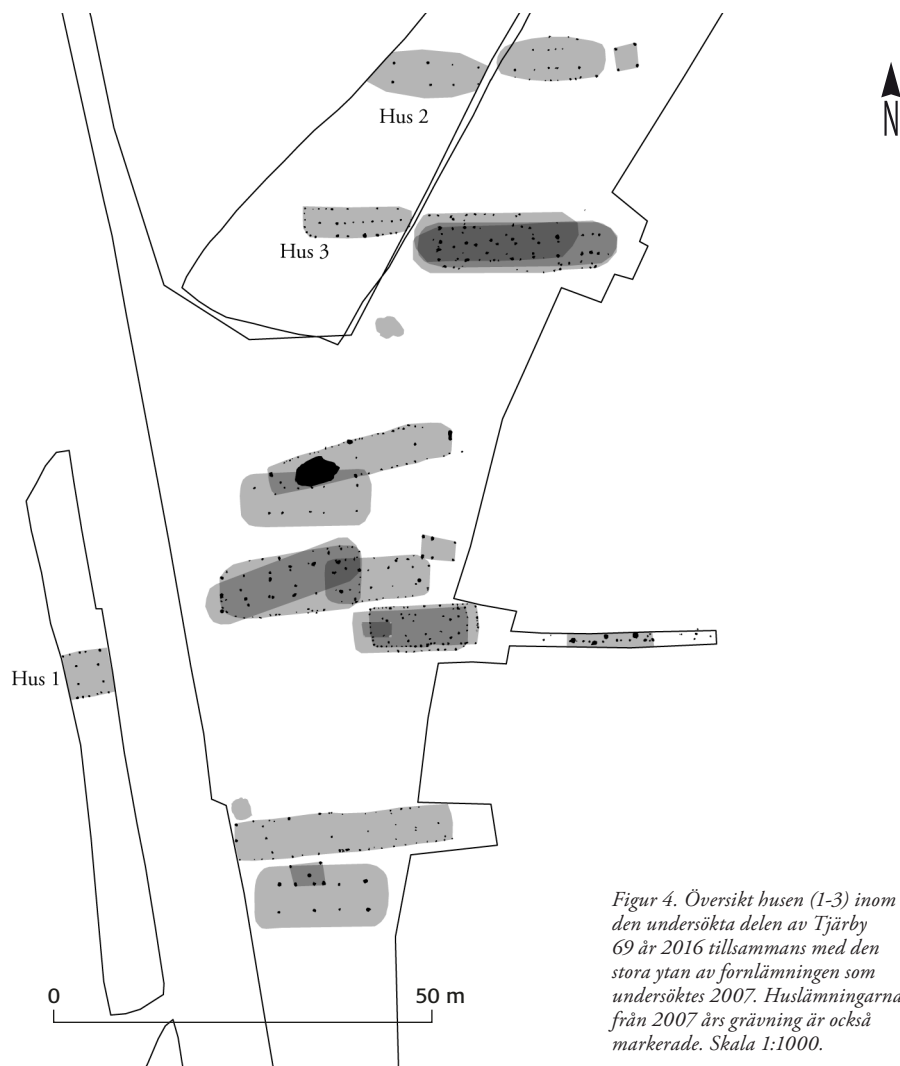 Hus 2
N
Hus 3
Hus 1
0
50 m
Figur 4. Översikt husen (1-3) inom
den undersökta delen av Tjärby
69 år 2016 tillsammans med den
stora ytan av fornlämningen som
undersöktes 2007. Huslämningarna
från 2007 års grävning är också
markerade. Skala 1:1000.